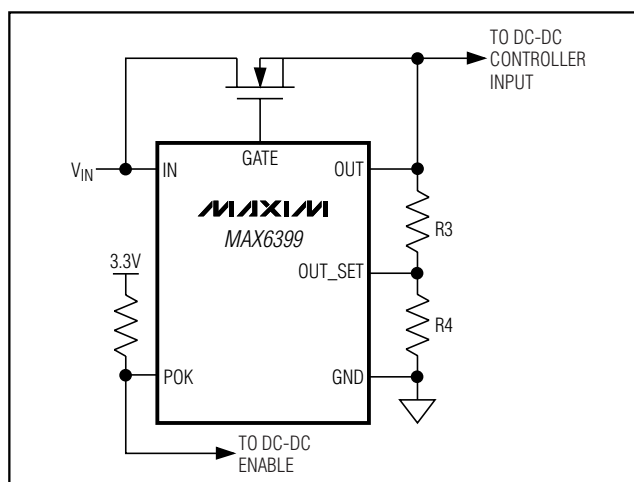 TO DC-DC
CONTROLLER
INPUT
GATE
VIN
IN
OUT
MAXIM
MAX6399
R3
3.3V
OUT_SET
R4
POK
GND
TO DC-DC
ENABLE